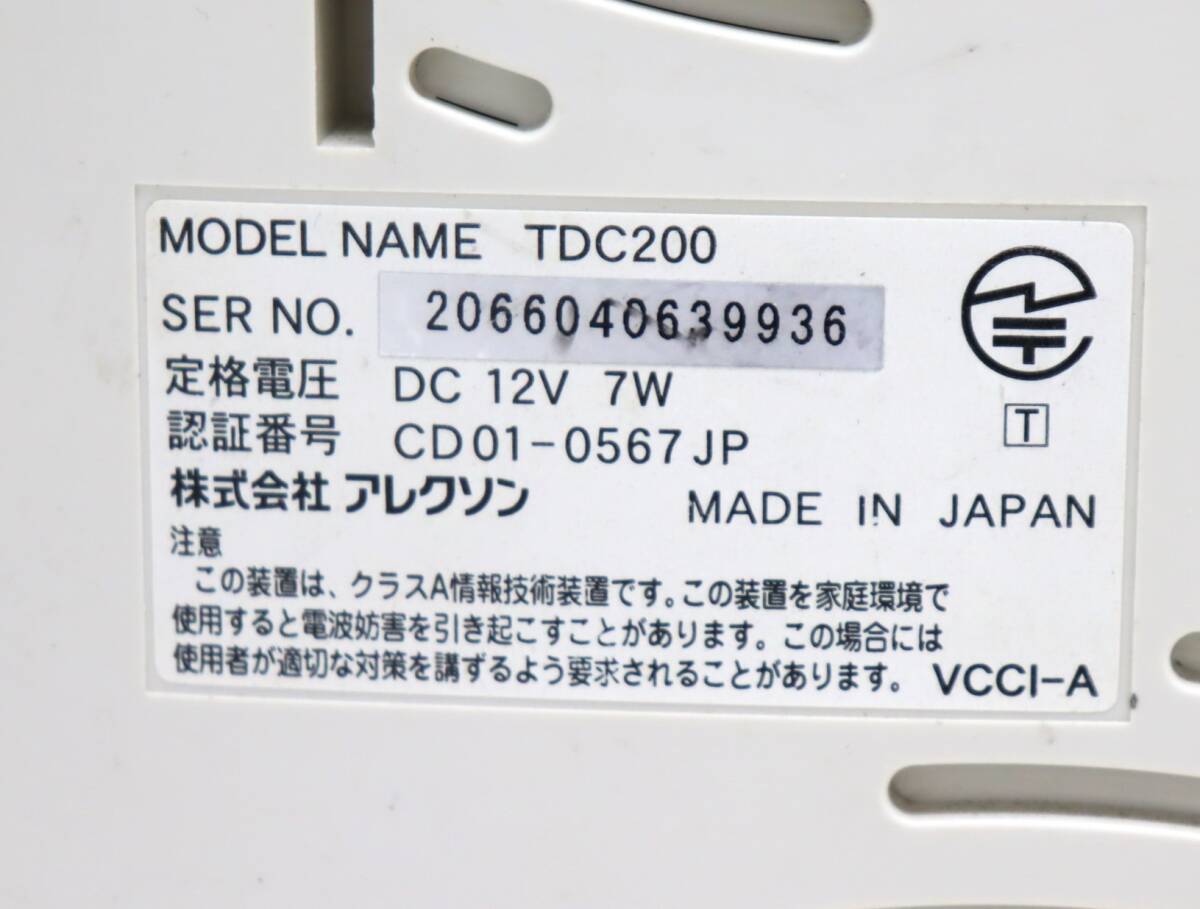 MODEL NAME TDC200
SER NO. 2066040639936
定格電圧 DC 12V 7W
認証番号 CD01-0567JP
T
株式会社 アレクソン MADE IN JAPAN
注意
この装置は、クラスA情報技術装置です。この装置を家庭環境で
使用すると電波妨害を引き起こすことがあります。この場合には
使用者が適切な対策を講ずるよう要求されることがあります。 VCCI-A